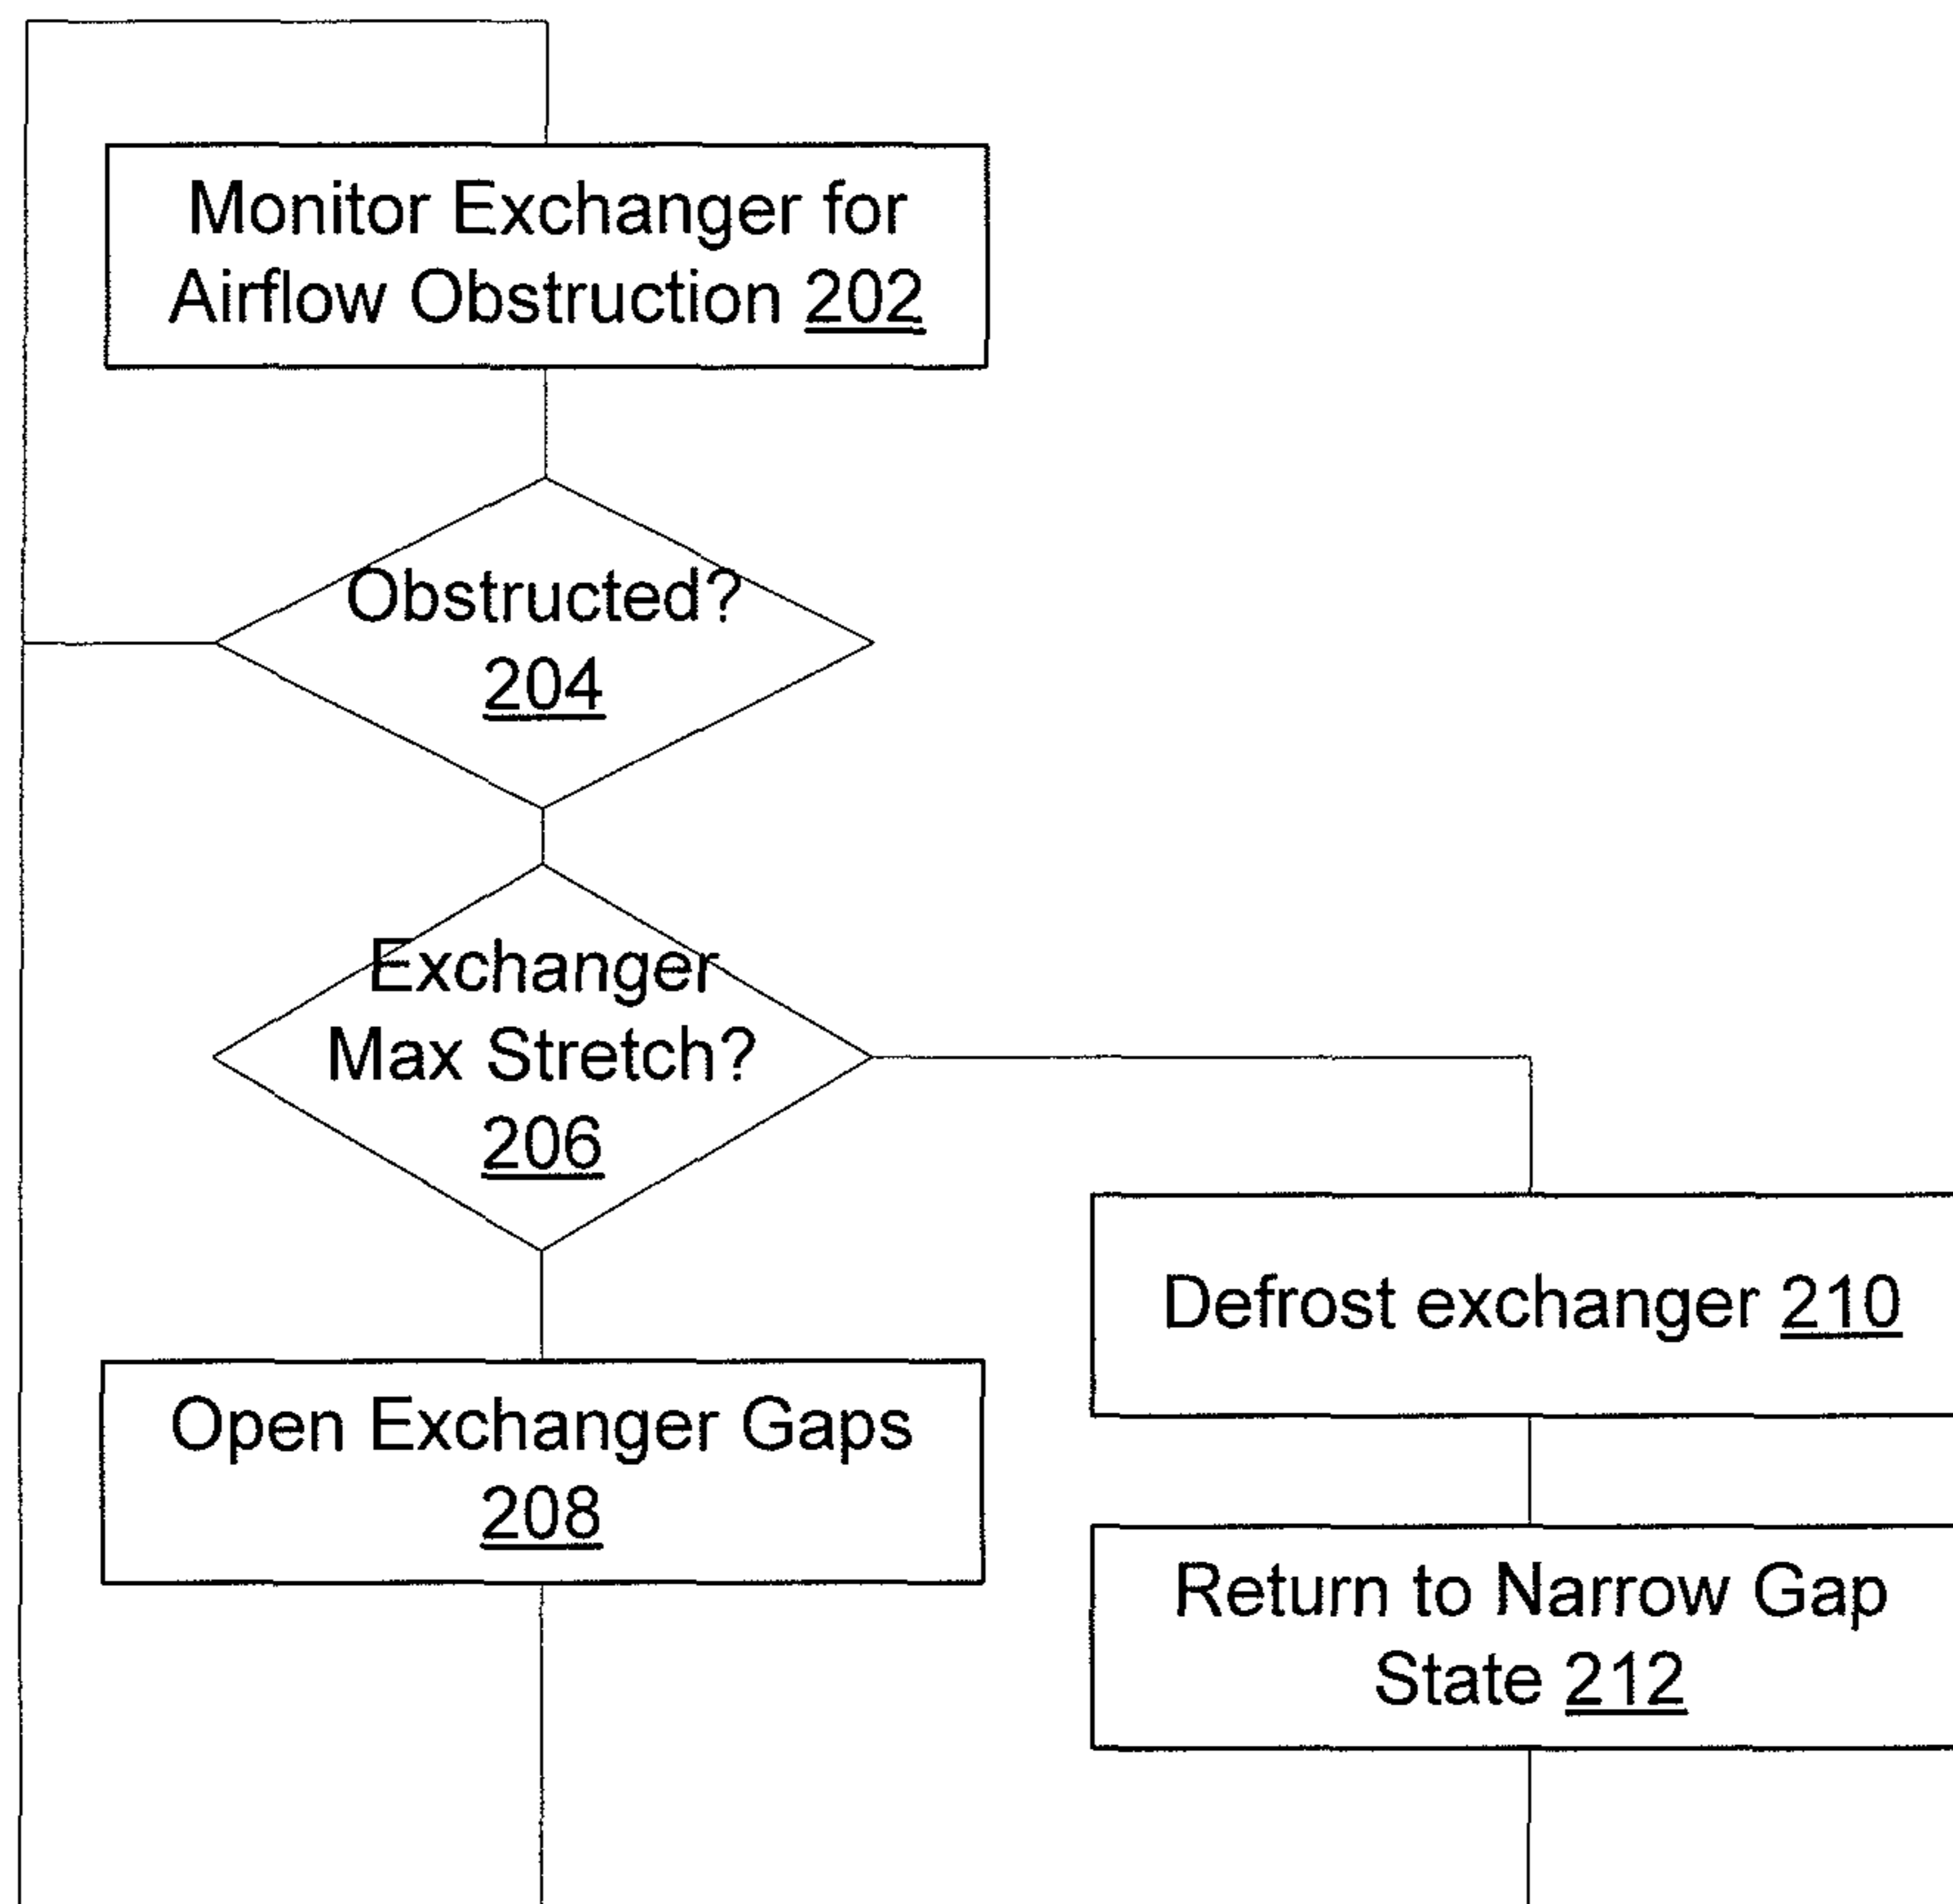 Monitor Exchanger for
Airflow Obstruction 202
Obstructed?
204
Exchanger
Max Stretch?
206
Defrost exchanger 210
Open Exchanger Gaps
208
Return to Narrow Gap
State 212